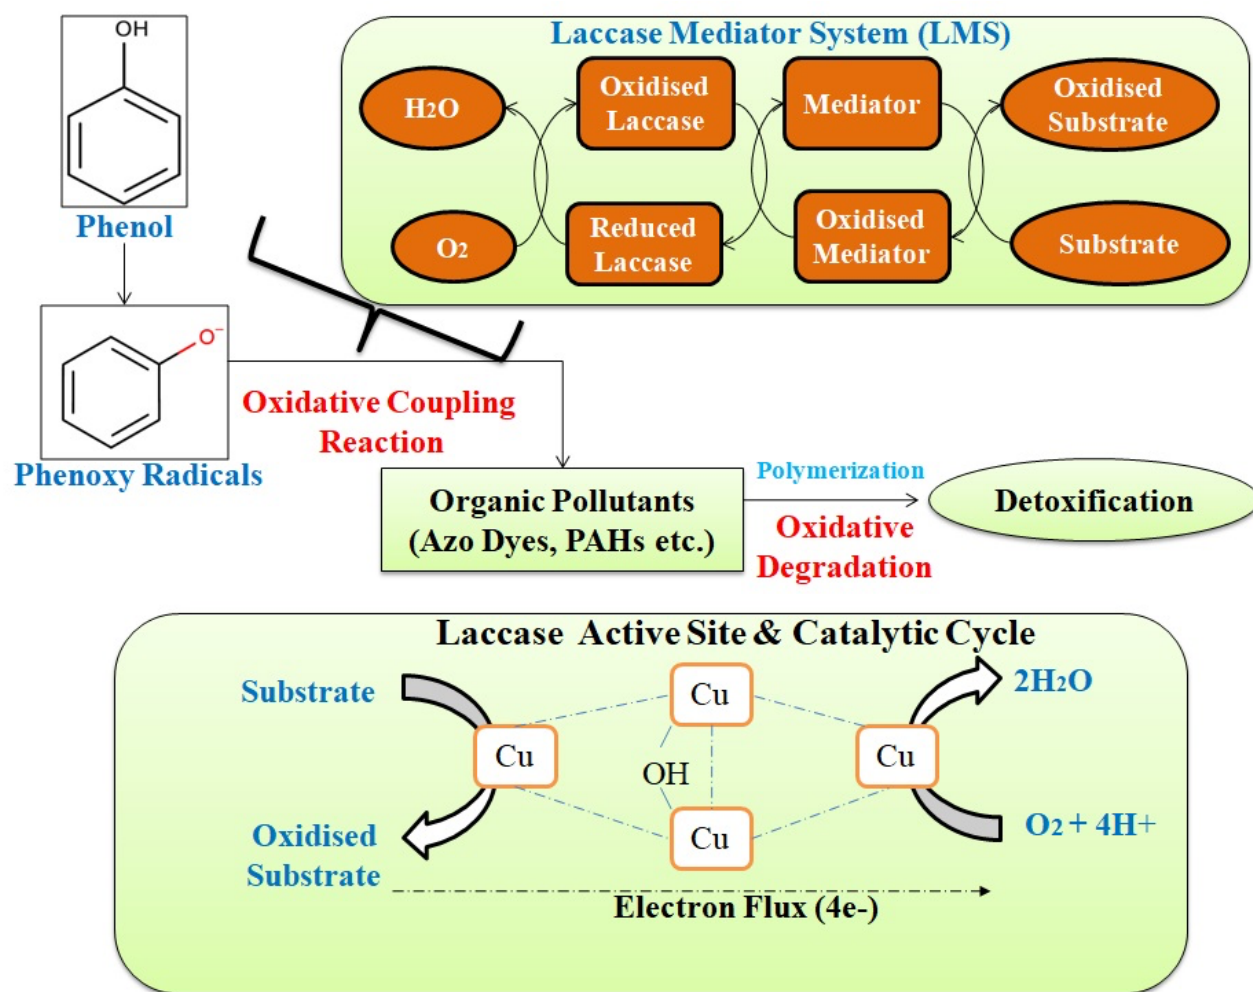 OH
Phenol
Laccase Mediator System (LMS)
H2O
Oxidised
Laccase
Mediator
Oxidised
Substrate
O2
Reduced
Laccase
Oxidised
Mediator
Substrate
O−
Phenoxy Radicals
Oxidative Coupling
Reaction
Organic Pollutants
(Azo Dyes, PAHs etc.)
Polymerization
Oxidative
Degradation
Detoxification
Laccase Active Site & Catalytic Cycle
Substrate
Cu
2H2O
Cu
OH
Cu
Cu
Oxidised
Substrate
O2 + 4H+
Electron Flux (4e-)